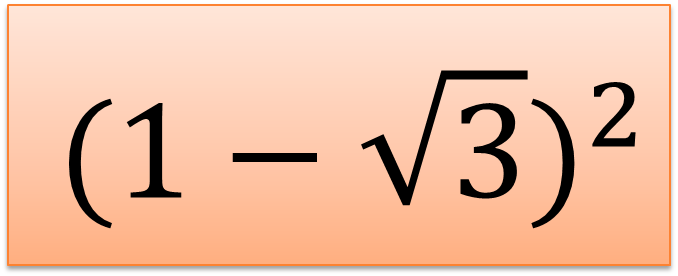 (1 − √3)²